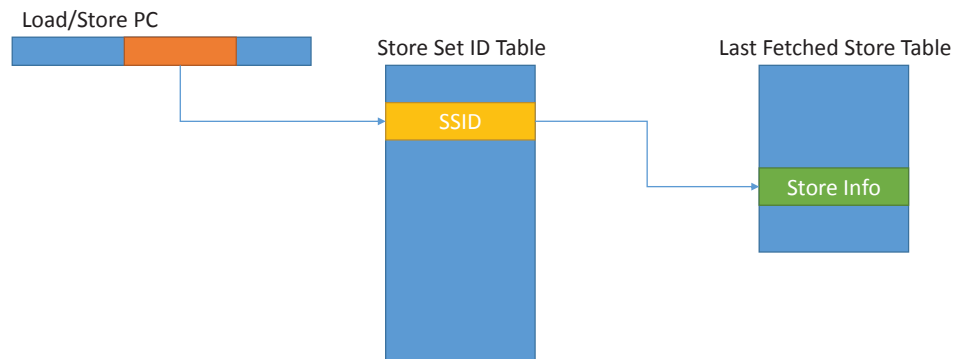 Load/Store PC
Store Set ID Table
Last Fetched Store Table
SSID
Store Info